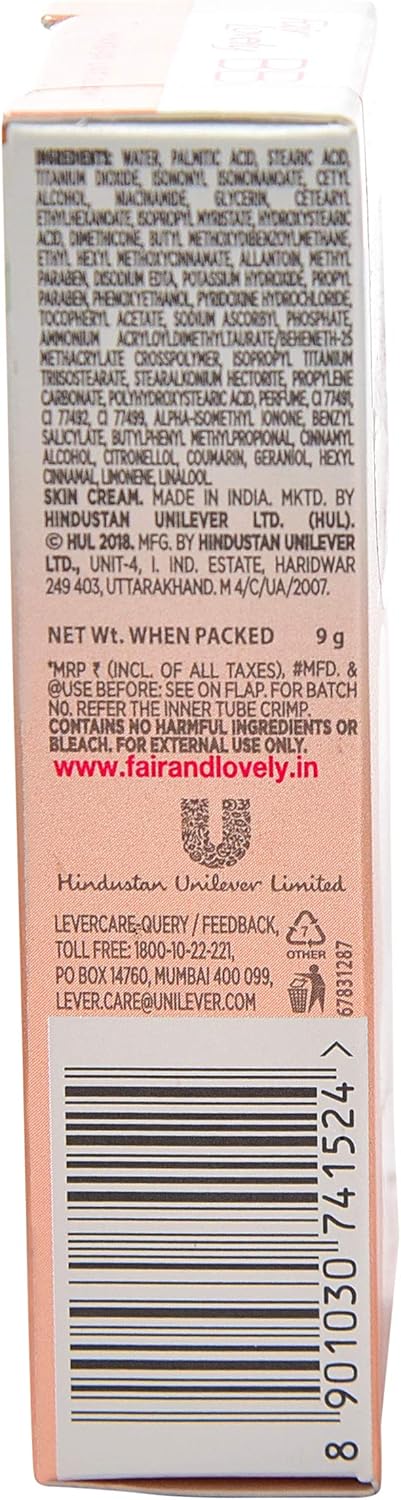 Fair & Lovely BB
INGREDIENTS: WATER, PALMITIC ACID, STEARIC ACID,
TITANIUM DIOXIDE, ISONONYL ISONONANOATE, CETYL
ALCOHOL, NIACINAMIDE, GLYCERIN, CETEARYL
ETHYLHEXANOATE, ISOPROPYL MYRISTATE, HYDROXYSTEARIC
ACID, DIMETHICONE, BUTYL METHOXYDIBENZOYLMETHANE,
ETHYL HEXYL METHOXYCINNAMATE, ALLANTOIN, METHYL
PARABEN, DISODIUM EDTA, POTASSIUM HYDROXIDE, PROPYL
PARABEN, PHENOXYETHANOL, PYRIDOXINE HYDROCHLORIDE,
TOCOPHERYL ACETATE, SODIUM ASCORBYL PHOSPHATE,
AMMONIUM ACRYLOYLDIMETHYLTAURATE/BEHENETH-25
METHACRYLATE CROSSPOLYMER, ISOPROPYL TITANIUM
TRIISOSTEARATE, STEARALKONIUM HECTORITE, PROPYLENE
CARBONATE, POLYHYDROXYSTEARIC ACID, PERFUME, CI 77491,
CI 77492, CI 77499, ALPHA-ISOMETHYL IONONE, BENZYL
SALICYLATE, BUTYLPHENYL METHYLPROPIONAL, CINNAMYL
ALCOHOL, CITRONELLOL, COUMARIN, GERANIOL, HEXYL
CINNAMAL, LIMONENE, LINALOOL.
SKIN CREAM. MADE IN INDIA. MKTD. BY
HINDUSTAN UNILEVER LTD. (HUL).
© HUL 2018. MFG. BY HINDUSTAN UNILEVER
LTD., UNIT-4, I. IND. ESTATE, HARIDWAR
249 403, UTTARAKHAND. M 4/C/UA/2007.
NET Wt. WHEN PACKED 9 g
*MRP ₹ (INCL. OF ALL TAXES), #MFD. &
@USE BEFORE: SEE ON FLAP. FOR BATCH
No. REFER THE INNER TUBE CRIMP.
CONTAINS NO HARMFUL INGREDIENTS OR
BLEACH. FOR EXTERNAL USE ONLY.
www.fairandlovely.in
Hindustan Unilever Limited
LEVERCARE-QUERY / FEEDBACK,
TOLL FREE: 1800-10-22-221,
PO BOX 14760, MUMBAI 400 099,
LEVER.CARE@UNILEVER.COM
7
OTHER
67831287
8 901030 741524 >